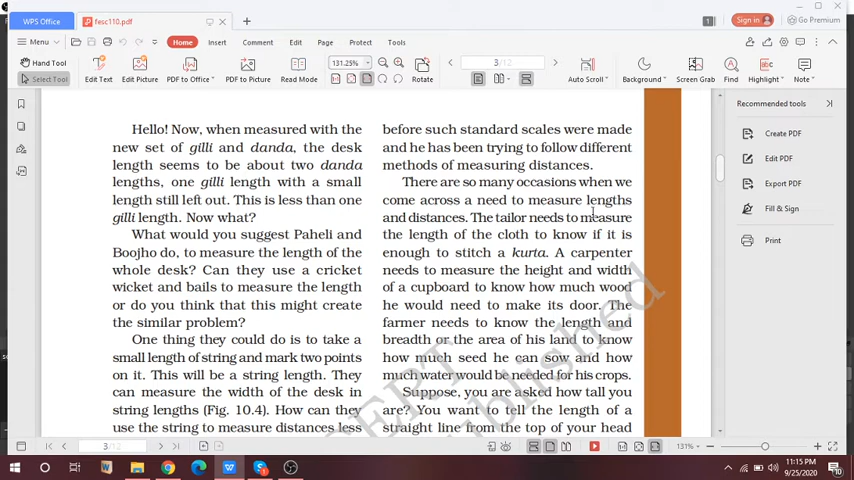 WPS Office
fesc110.pdf
1
Sign in
Go Premium
Menu
Home
Insert
Comment
Edit
Page
Protect
Tools
Hand Tool
Select Tool
Edit Text
Edit Picture
PDF to Office
PDF to Picture
Read Mode
131.25%
Rotate
3 /12
Auto Scroll
Background
Screen Grab
Find
Highlight
Note
Hello! Now, when measured with the
new set of gilli and danda, the desk
length seems to be about two danda
lengths, one gilli length with a small
length still left out. This is less than one
gilli length. Now what?
What would you suggest Paheli and
Boojho do, to measure the length of the
whole desk? Can they use a cricket
wicket and bails to measure the length
or do you think that this might create
the similar problem?
One thing they could do is to take a
small length of string and mark two points
on it. This will be a string length. They
can measure the width of the desk in
string lengths (Fig. 10.4). How can they
use the string to measure distances less
before such standard scales were made
and he has been trying to follow different
methods of measuring distances.
There are so many occasions when we
come across a need to measure lengths
and distances. The tailor needs to measure
the length of the cloth to know if it is
enough to stitch a kurta. A carpenter
needs to measure the height and width
of a cupboard to know how much wood
he would need to make its door. The
farmer needs to know the length and
breadth or the area of his land to know
how much seed he can sow and how
much water would be needed for his crops.
Suppose, you are asked how tall you
are? You want to tell the length of a
straight line from the top of your head
Recommended tools
Create PDF
Edit PDF
Export PDF
Fill & Sign
Print
3 /12
131%
11:15 PM
9/25/2020